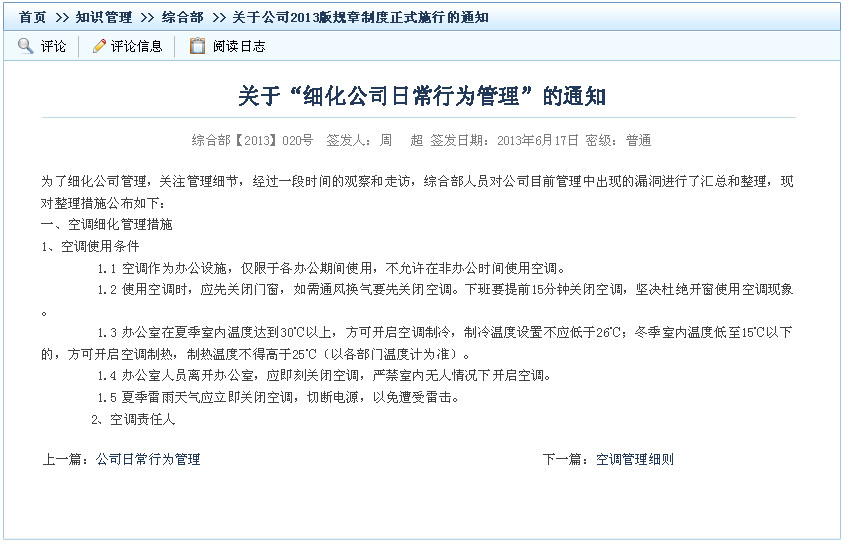 首页 >> 知识管理 >> 综合部 >> 关于公司2013版规章制度正式施行的通知
评论 评论信息 阅读日志
关于“细化公司日常行为管理”的通知
综合部【2013】020号 签发人: 周 超 签发日期: 2013年6月17日 密级: 普通
为了细化公司管理，关注管理细节，经过一段时间的观察和走访，综合部人员对公司目前管理中出现的漏洞进行了汇总和整理，现
对整理措施公布如下：
一、空调细化管理措施
1、空调使用条件
1.1 空调作为办公设施，仅限于各办公期间使用，不允许在非办公时间使用空调。
1.2 使用空调时，应先关闭门窗，如需通风换气要先关闭空调。下班要提前15分钟关闭空调，坚决杜绝开窗使用空调现象
。
1.3 办公室在夏季室内温度达到30℃以上，方可开启空调制冷，制冷温度设置不应低于26℃；冬季室内温度低至15℃以下
的，方可开启空调制热，制热温度不得高于25℃（以各部门温度计为准）。
1.4 办公室人员离开办公室，应即刻关闭空调，严禁室内无人情况下开启空调。
1.5 夏季雷雨天气应立即关闭空调，切断电源，以免遭受雷击。
2、空调责任人
上一篇：公司日常行为管理 下一篇：空调管理细则